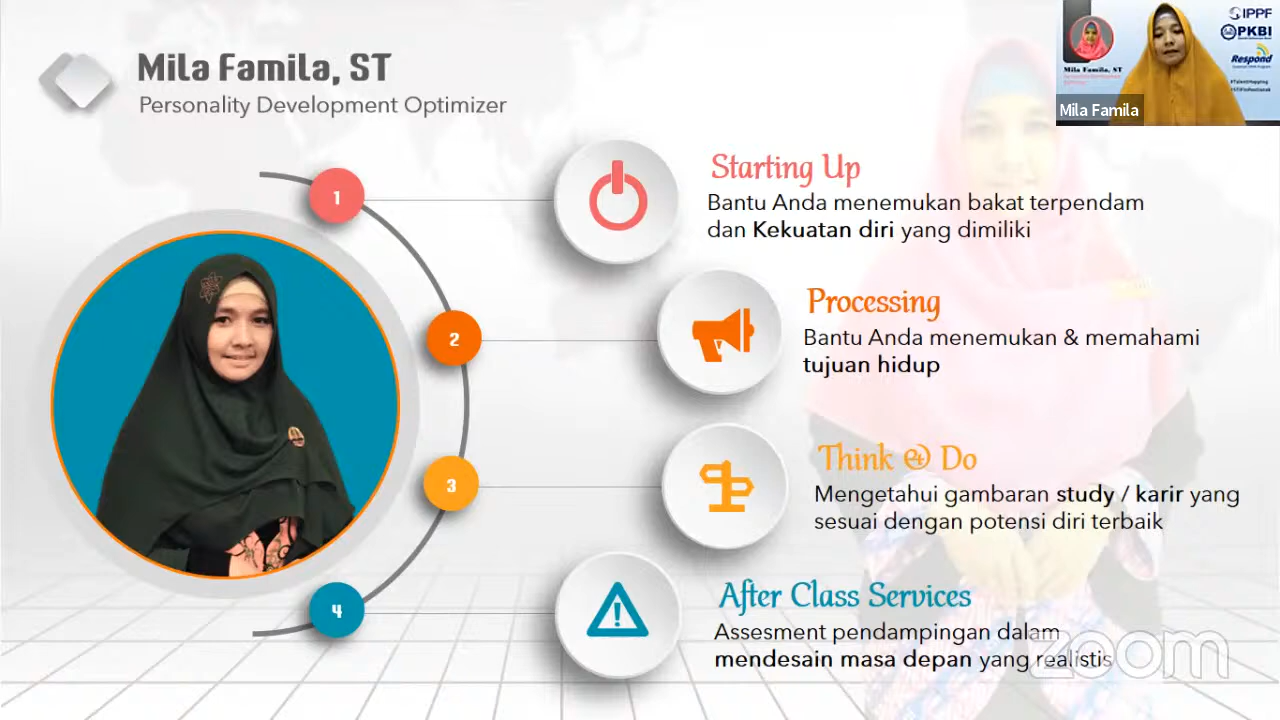 Mila Famila, ST
Personality Development Optimizer
IPPF
PKBI
Respond
Mila Famila, ST
Mila Famila
1
Starting Up
Bantu Anda menemukan bakat terpendam
dan Kekuatan diri yang dimiliki
2
Processing
Bantu Anda menemukan & memahami
tujuan hidup
3
Think & Do
Mengetahui gambaran study / karir yang
sesuai dengan potensi diri terbaik
4
After Class Services
Assesment pendampingan dalam
mendesain masa depan yang realistis
zoom